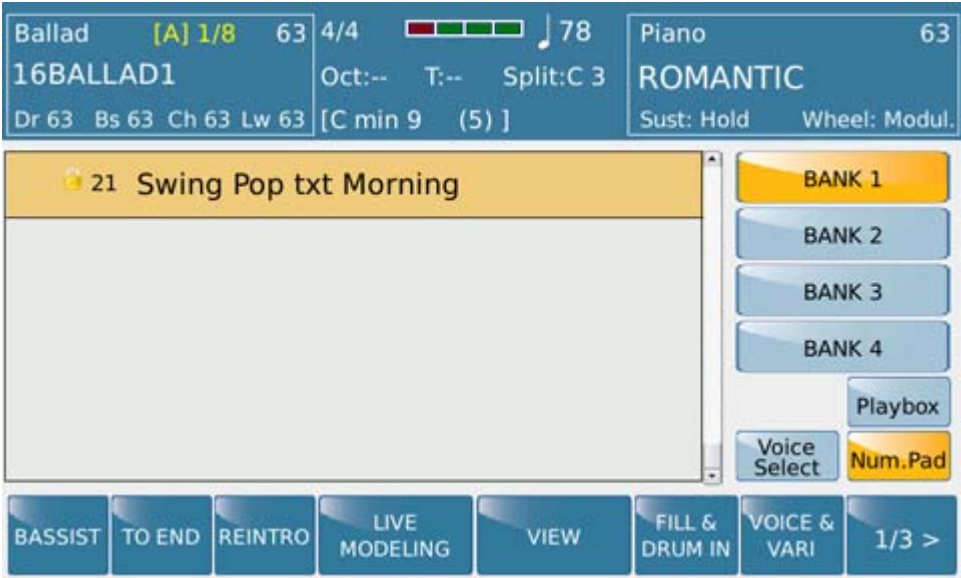 Ballad [A] 1/8 63
16BALLAD1
Dr 63 Bs 63 Ch 63 Lw 63
4/4 78
Oct:-- T:-- Split:C 3
[C min 9 (5) ]
Piano 63
ROMANTIC
Sust: Hold Wheel: Modul.
21 Swing Pop txt Morning
BANK 1
BANK 2
BANK 3
BANK 4
Playbox
Voice
Select
Num.Pad
BASSIST
TO END
REINTRO
LIVE
MODELING
VIEW
FILL &
DRUM IN
VOICE &
VARI
1/3 >